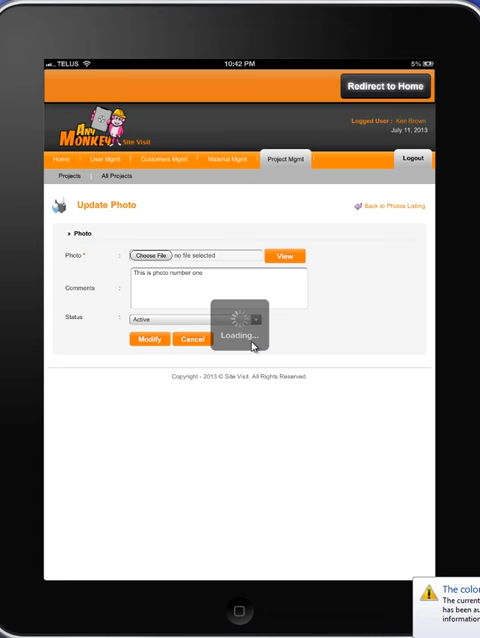 TELUS 10:42 PM 5%
Redirect to Home
ANY MONKEY Site Visit
Logged User : Ken Brown
July 11, 2013
Home User Mgmt Customers Mgmt Material Mgmt Project Mgmt Logout
Projects All Projects
Update Photo Back to Photos Listing
» Photo
Photo * : Choose File no file selected View
Comments : This is photo number one
Status : Active
Loading...
Modify Cancel
Copyright - 2013 © Site Visit. All Rights Reserved.
The color
The current
has been au
information